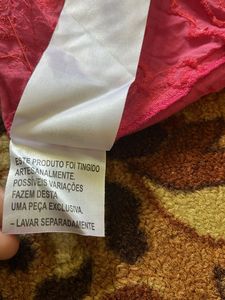 ESTE PRODUTO FOI TINGIDO
ARTESANALMENTE.
POSSÍVEIS VARIAÇÕES
FAZEM DESTA
UMA PEÇA EXCLUSIVA.
– LAVAR SEPARADAMENTE